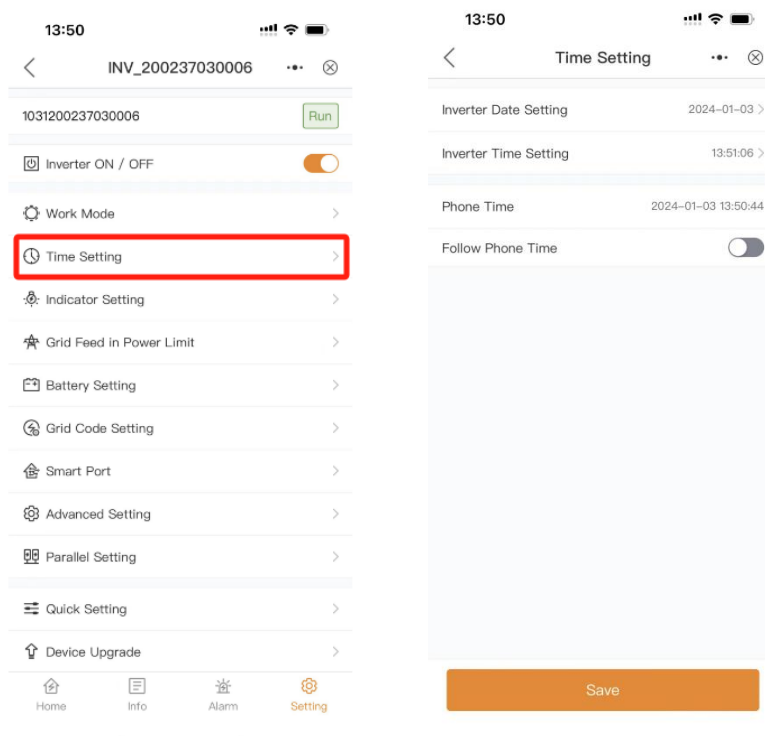 13:50
INV_200237030006
1031200237030006 Run
Inverter ON / OFF
Work Mode
Time Setting
Indicator Setting
Grid Feed in Power Limit
Battery Setting
Grid Code Setting
Smart Port
Advanced Setting
Parallel Setting
Quick Setting
Device Upgrade
Home Info Alarm Setting
13:50
Time Setting
Inverter Date Setting 2024-01-03
Inverter Time Setting 13:51:06
Phone Time 2024-01-03 13:50:44
Follow Phone Time
Save